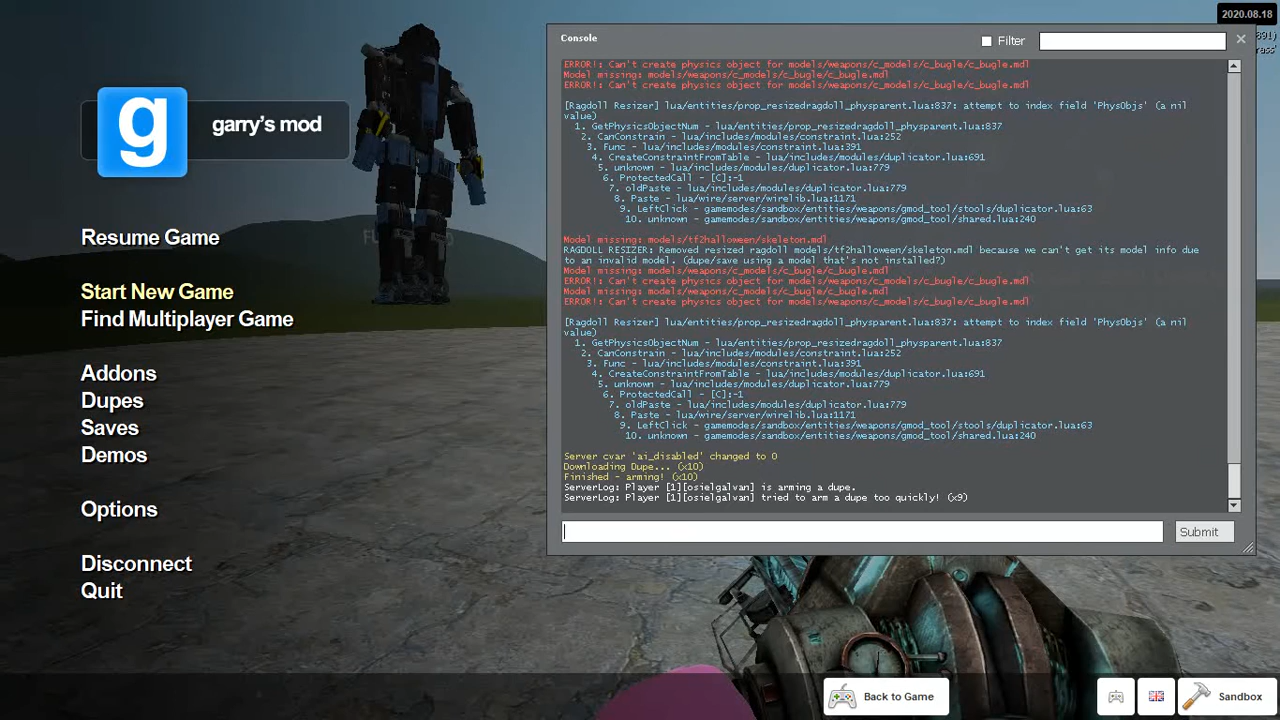 2020.08.18
891)
rass'
Console
Filter
ERROR!: Can't create physics object for models/weapons/c_models/c_bugle/c_bugle.mdl
Model missing: models/weapons/c_models/c_bugle/c_bugle.mdl
ERROR!: Can't create physics object for models/weapons/c_models/c_bugle/c_bugle.mdl
[Ragdoll Resizer] lua/entities/prop_resizedragdoll_physparent.lua:837: attempt to index field 'PhysObjs' (a nil
value)
1. GetPhysicsObjectNum - lua/entities/prop_resizedragdoll_physparent.lua:837
2. CanConstrain - lua/includes/modules/constraint.lua:252
3. Func - lua/includes/modules/constraint.lua:391
4. CreateConstraintFromTable - lua/includes/modules/duplicator.lua:691
5. unknown - lua/includes/modules/duplicator.lua:779
6. ProtectedCall - [C]:-1
7. oldPaste - lua/includes/modules/duplicator.lua:779
8. Paste - lua/wire/server/wirelib.lua:1171
9. LeftClick - gamemodes/sandbox/entities/weapons/gmod_tool/stools/duplicator.lua:63
10. unknown - gamemodes/sandbox/entities/weapons/gmod_tool/shared.lua:240
Model missing: models/tf2halloween/skeleton.mdl
RAGDOLL RESIZER: Removed resized ragdoll models/tf2halloween/skeleton.mdl because we can't get its model info due
to an invalid model. (dupe/save using a model that's not installed?)
Model missing: models/weapons/c_models/c_bugle/c_bugle.mdl
ERROR!: Can't create physics object for models/weapons/c_models/c_bugle/c_bugle.mdl
Model missing: models/weapons/c_models/c_bugle/c_bugle.mdl
ERROR!: Can't create physics object for models/weapons/c_models/c_bugle/c_bugle.mdl
[Ragdoll Resizer] lua/entities/prop_resizedragdoll_physparent.lua:837: attempt to index field 'PhysObjs' (a nil
value)
1. GetPhysicsObjectNum - lua/entities/prop_resizedragdoll_physparent.lua:837
2. CanConstrain - lua/includes/modules/constraint.lua:252
3. Func - lua/includes/modules/constraint.lua:391
4. CreateConstraintFromTable - lua/includes/modules/duplicator.lua:691
5. unknown - lua/includes/modules/duplicator.lua:779
6. ProtectedCall - [C]:-1
7. oldPaste - lua/includes/modules/duplicator.lua:779
8. Paste - lua/wire/server/wirelib.lua:1171
9. LeftClick - gamemodes/sandbox/entities/weapons/gmod_tool/stools/duplicator.lua:63
10. unknown - gamemodes/sandbox/entities/weapons/gmod_tool/shared.lua:240
Server cvar 'ai_disabled' changed to 0
Downloading Dupe... (x10)
Finished - arming! (x10)
ServerLog: Player [1][osielgalvan] is arming a dupe.
ServerLog: Player [1][osielgalvan] tried to arm a dupe too quickly! (x9)
Submit
g
garry's mod
Resume Game
Start New Game
Find Multiplayer Game
Addons
Dupes
Saves
Demos
Options
Disconnect
Quit
Back to Game
Sandbox